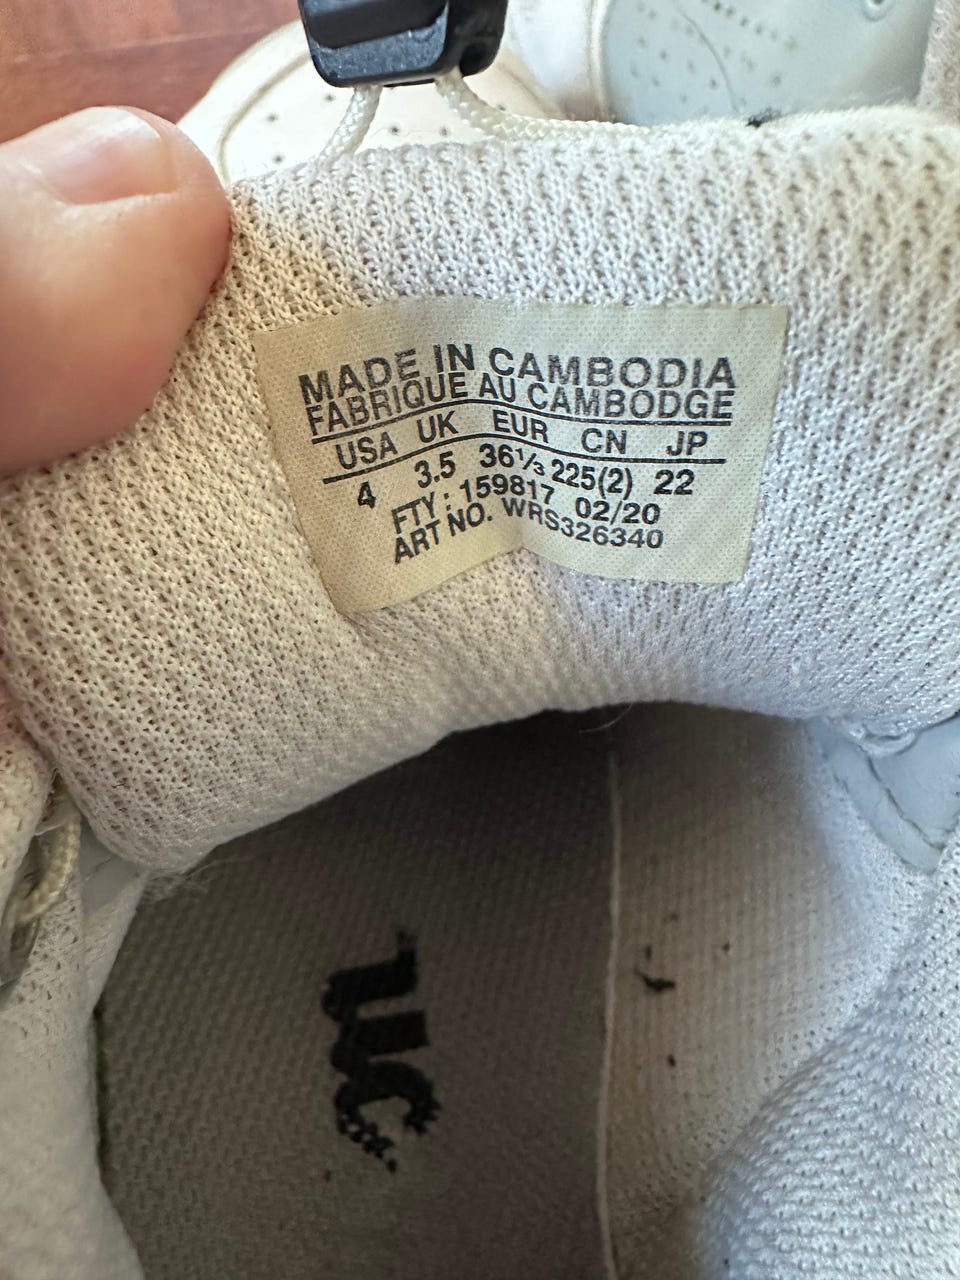 MADE IN CAMBODIA
FABRIQUE AU CAMBODGE
USA UK EUR CN JP
4 3.5 36⅓ 225(2) 22
FTY : 159817 02/20
ART NO. WRS326340